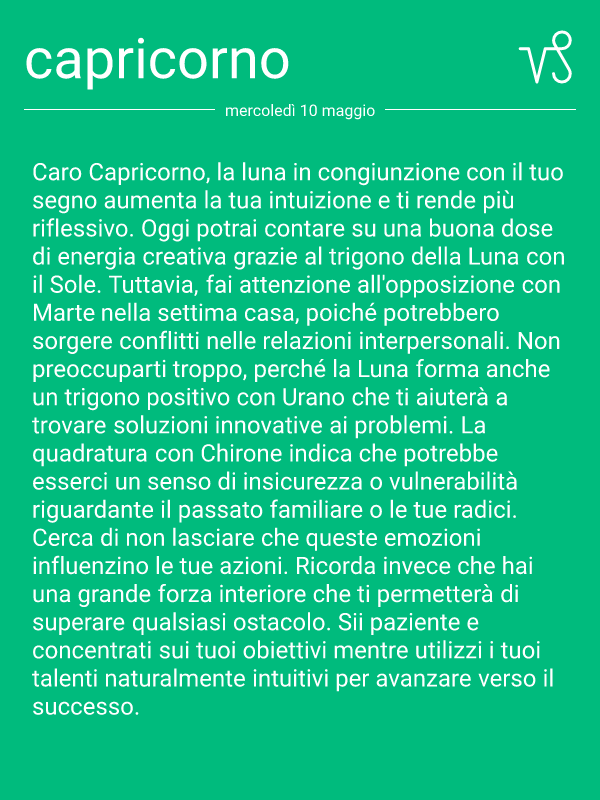 capricorno
mercoledì 10 maggio
Caro Capricorno, la luna in congiunzione con il tuo
segno aumenta la tua intuizione e ti rende più
riflessivo. Oggi potrai contare su una buona dose
di energia creativa grazie al trigono della Luna con
il Sole. Tuttavia, fai attenzione all'opposizione con
Marte nella settima casa, poiché potrebbero
sorgere conflitti nelle relazioni interpersonali. Non
preoccuparti troppo, perché la Luna forma anche
un trigono positivo con Urano che ti aiuterà a
trovare soluzioni innovative ai problemi. La
quadratura con Chirone indica che potrebbe
esserci un senso di insicurezza o vulnerabilità
riguardante il passato familiare o le tue radici.
Cerca di non lasciare che queste emozioni
influenzino le tue azioni. Ricorda invece che hai
una grande forza interiore che ti permetterà di
superare qualsiasi ostacolo. Sii paziente e
concentrati sui tuoi obiettivi mentre utilizzi i tuoi
talenti naturalmente intuitivi per avanzare verso il
successo.